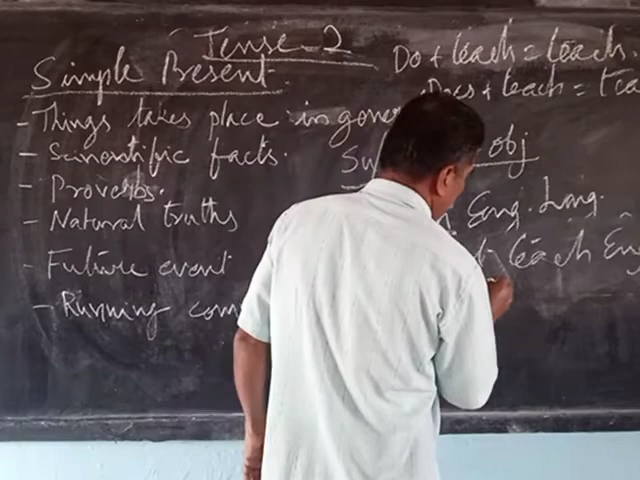 Tense - 2
Simple Present
Do + teach = teach.
Does + teach =
- Things takes place in gener
- Scientific facts.
- Proverbs.
- Natural truths
- Future event
- Running com
Su obj
Eng. Lang.
teach Eng